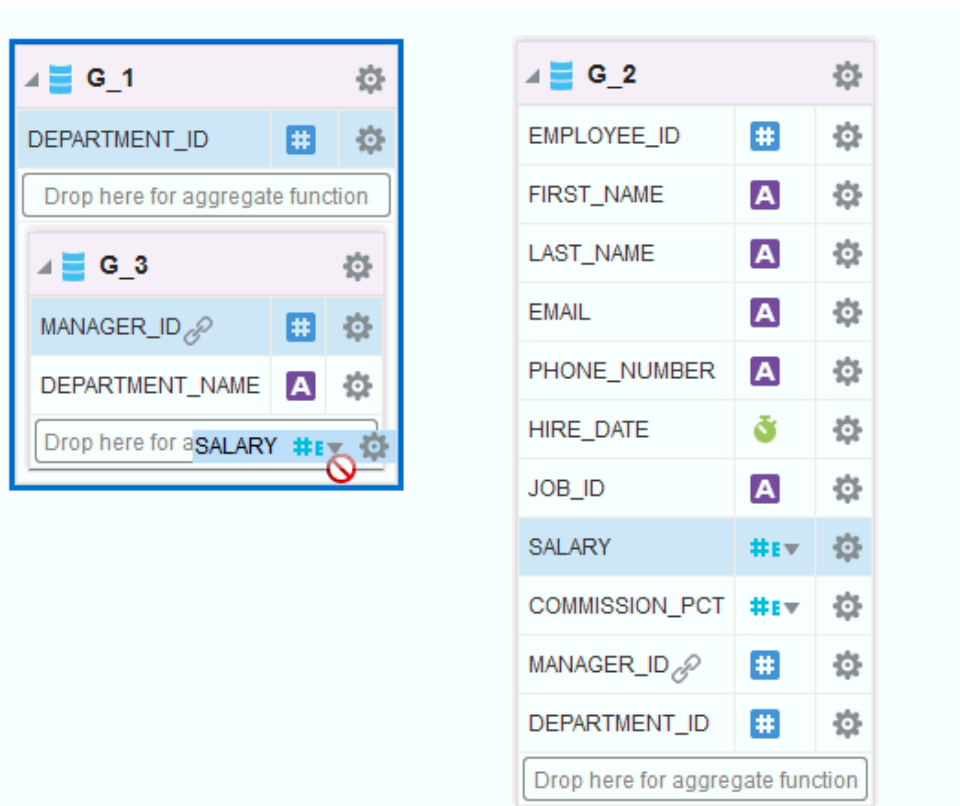 G_1
DEPARTMENT_ID #
Drop here for aggregate function
G_3
MANAGER_ID #
DEPARTMENT_NAME A
Drop here for a
SALARY #E
G_2
EMPLOYEE_ID #
FIRST_NAME A
LAST_NAME A
EMAIL A
PHONE_NUMBER A
HIRE_DATE
JOB_ID A
SALARY #E
COMMISSION_PCT #E
MANAGER_ID #
DEPARTMENT_ID #
Drop here for aggregate function